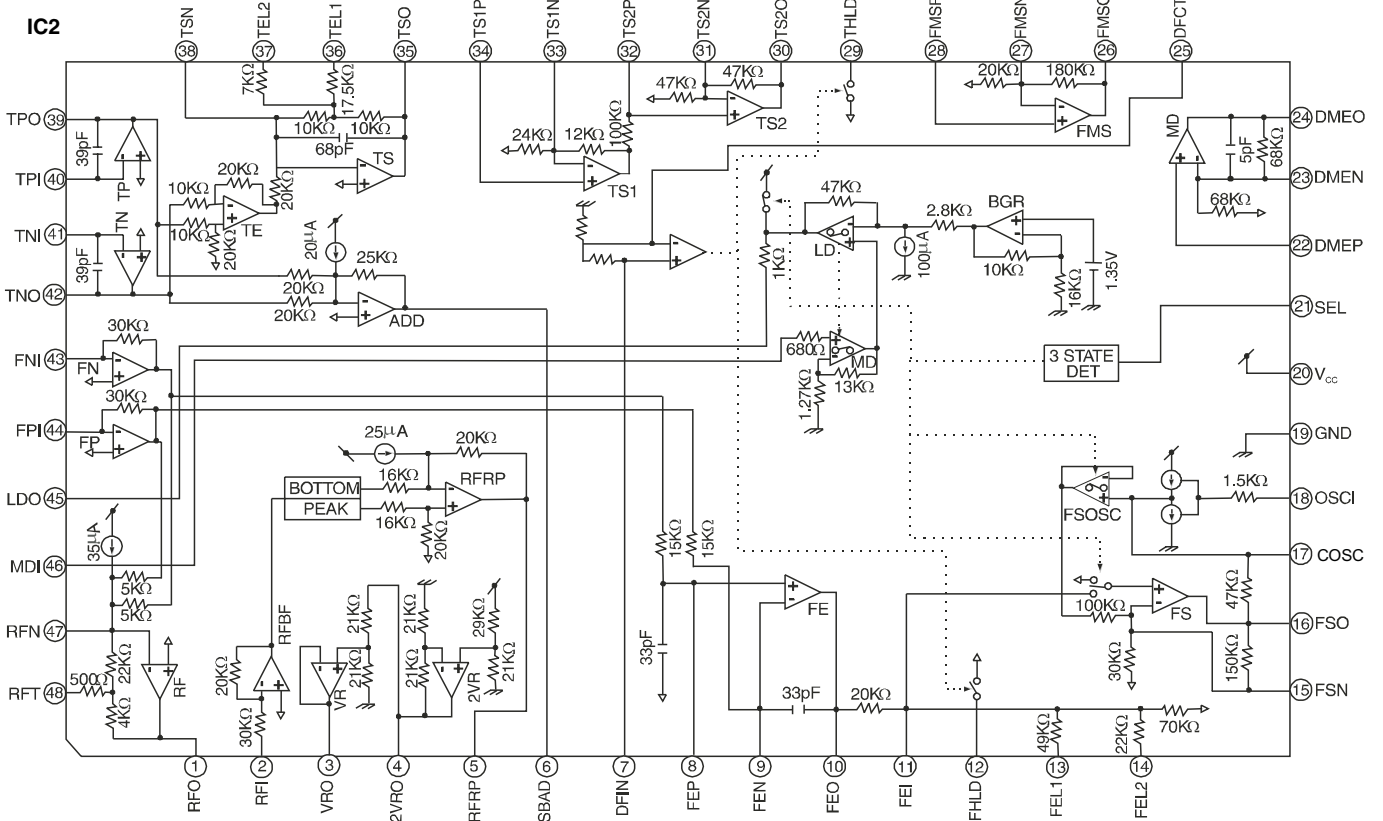 IC2
TSN
TEL2
TEL1
TSO
TS1P
TS1N
TS2P
TS2N
TS2O
THLD
FMSP
FMSN
FMSO
DFCT
38
37
36
35
34
33
32
31
30
29
28
27
26
25
TPO 39
TPI 40
TNI 41
TNO 42
FNI 43
FPI 44
LDO 45
MDI 46
RFN 47
RFT 48
24 DMEO
23 DMEN
22 DMEP
21 SEL
20 VCC
19 GND
18 OSCI
17 COSC
16 FSO
15 FSN
7KΩ
17.5KΩ
10KΩ
10KΩ
68pF
TS
39pF
TP
39pF
TN
10KΩ
10KΩ
20KΩ
20KΩ
20KΩ
TE
20µA
25KΩ
20KΩ
20KΩ
ADD
24KΩ
12KΩ
100KΩ
TS1
47KΩ
47KΩ
TS2
20KΩ
180KΩ
FMS
MD
5pF
68KΩ
68KΩ
47KΩ
LD
1KΩ
100µA
2.8KΩ
BGR
10KΩ
16KΩ
1.35V
680Ω
MD
13KΩ
1.27KΩ
3 STATE
DET
30KΩ
FN
30KΩ
FP
25µA
20KΩ
BOTTOM
PEAK
16KΩ
16KΩ
RFRP
20KΩ
35µA
5KΩ
5KΩ
22KΩ
500Ω
4KΩ
RF
20KΩ
RFBF
30KΩ
VR
21KΩ
21KΩ
21KΩ
21KΩ
2VR
29KΩ
21KΩ
15KΩ
15KΩ
33pF
FE
33pF
20KΩ
FSOSC
1.5KΩ
100KΩ
FS
30KΩ
47KΩ
150KΩ
49KΩ
22KΩ
70KΩ
1
2
3
4
5
6
7
8
9
10
11
12
13
14
RFO
RFI
VRO
2VRO
RFRP
SBAD
DFIN
FEP
FEN
FEO
FEI
FHLD
FEL1
FEL2